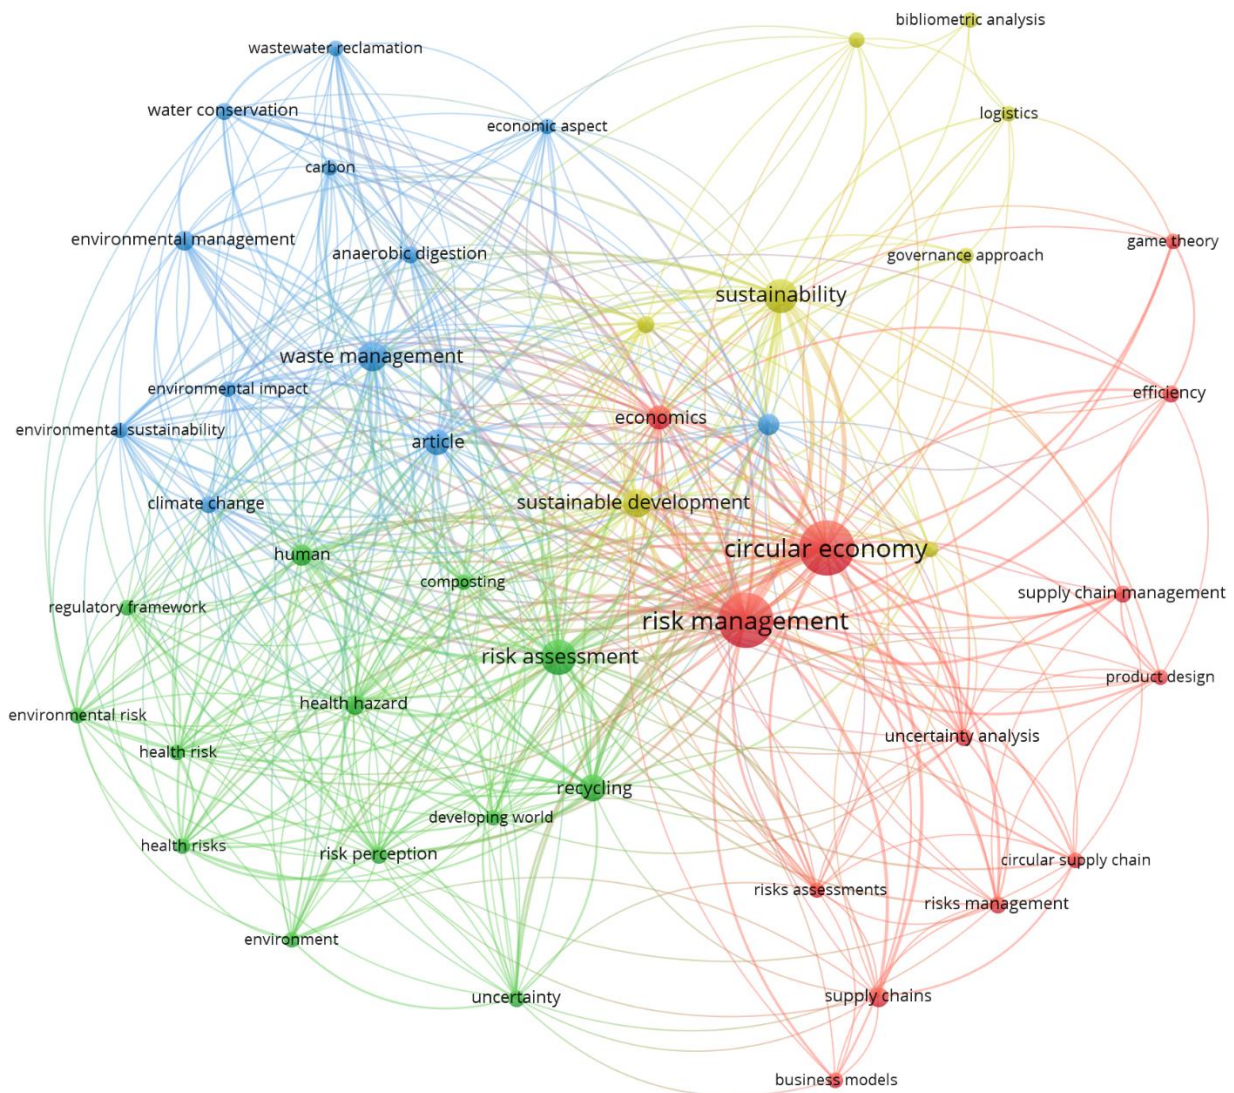 bibliometric analysis
wastewater reclamation
water conservation
logistics
economic aspect
carbon
environmental management
game theory
anaerobic digestion
governance approach
sustainability
waste management
environmental impact
efficiency
economics
environmental sustainability
article
climate change
sustainable development
circular economy
human
composting
supply chain management
regulatory framework
risk management
risk assessment
product design
health hazard
environmental risk
uncertainty analysis
health risk
recycling
developing world
health risks
risk perception
circular supply chain
risks assessments
risks management
environment
uncertainty
supply chains
business models